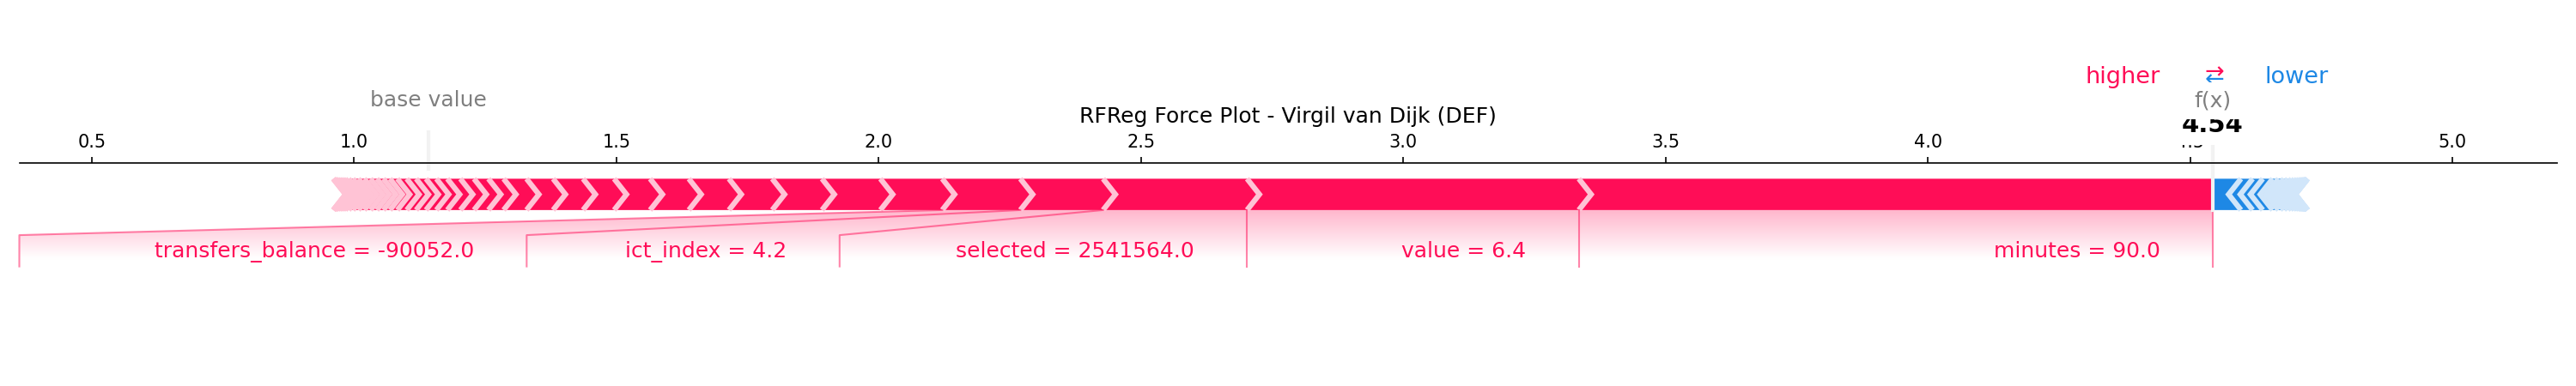 higher ⇄ lower
base value
f(x)
RFReg Force Plot - Virgil van Dijk (DEF)
4.54
0.5 1.0 1.5 2.0 2.5 3.0 3.5 4.0 5.0
transfers_balance = -90052.0 ict_index = 4.2 selected = 2541564.0 value = 6.4 minutes = 90.0